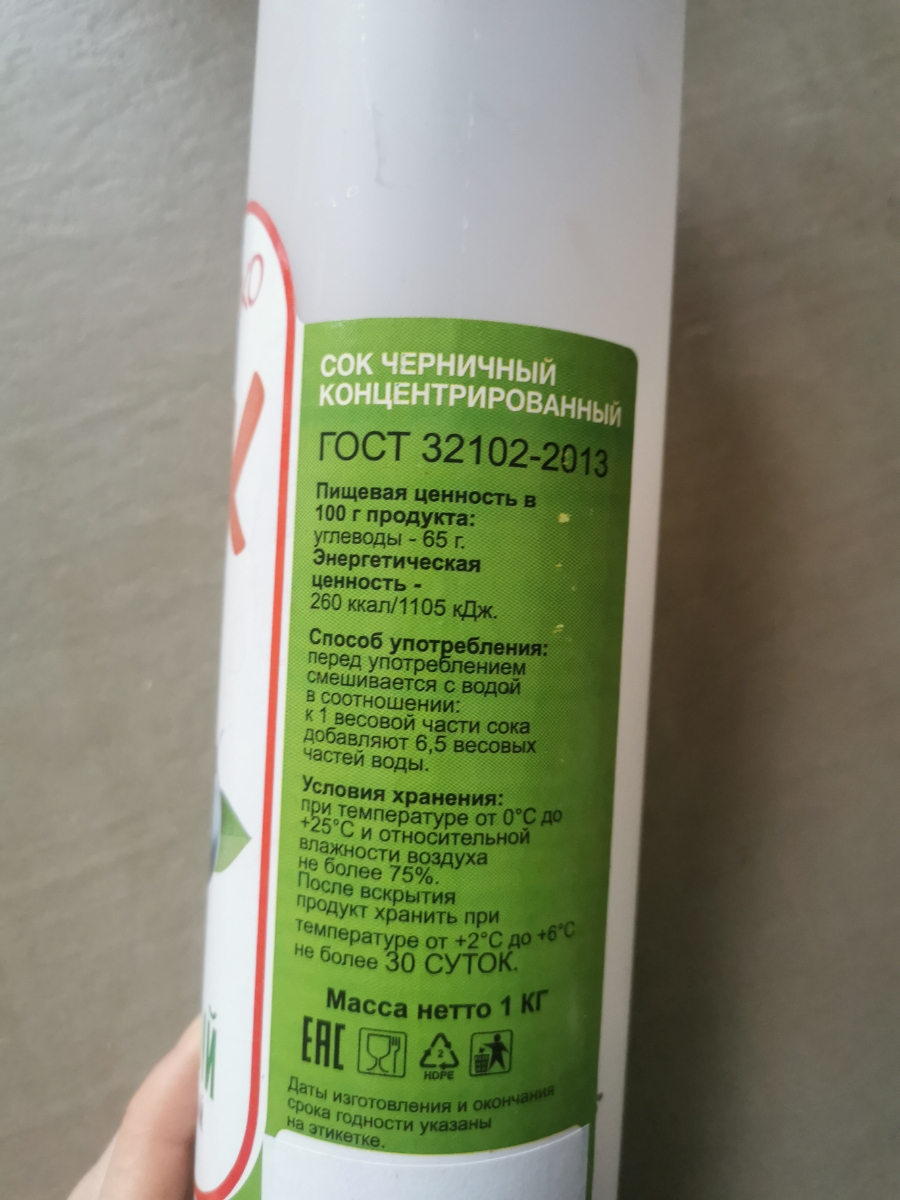 СОК ЧЕРНИЧНЫЙ
КОНЦЕНТРИРОВАННЫЙ
ГОСТ 32102-2013
Пищевая ценность в
100 г продукта:
углеводы - 65 г.
Энергетическая
ценность -
260 ккал/1105 кДж.
Способ употребления:
перед употреблением
смешивается с водой
в соотношении:
к 1 весовой части сока
добавляют 6,5 весовых
частей воды.
Условия хранения:
при температуре от 0°С до
+25°С и относительной
влажности воздуха
не более 75%.
После вскрытия
продукт хранить при
температуре от +2°С до +6°С
не более 30 СУТОК.
Масса нетто 1 КГ
ЕАС
2
HDPE
Даты изготовления и окончания
срока годности указаны
на этикетке.